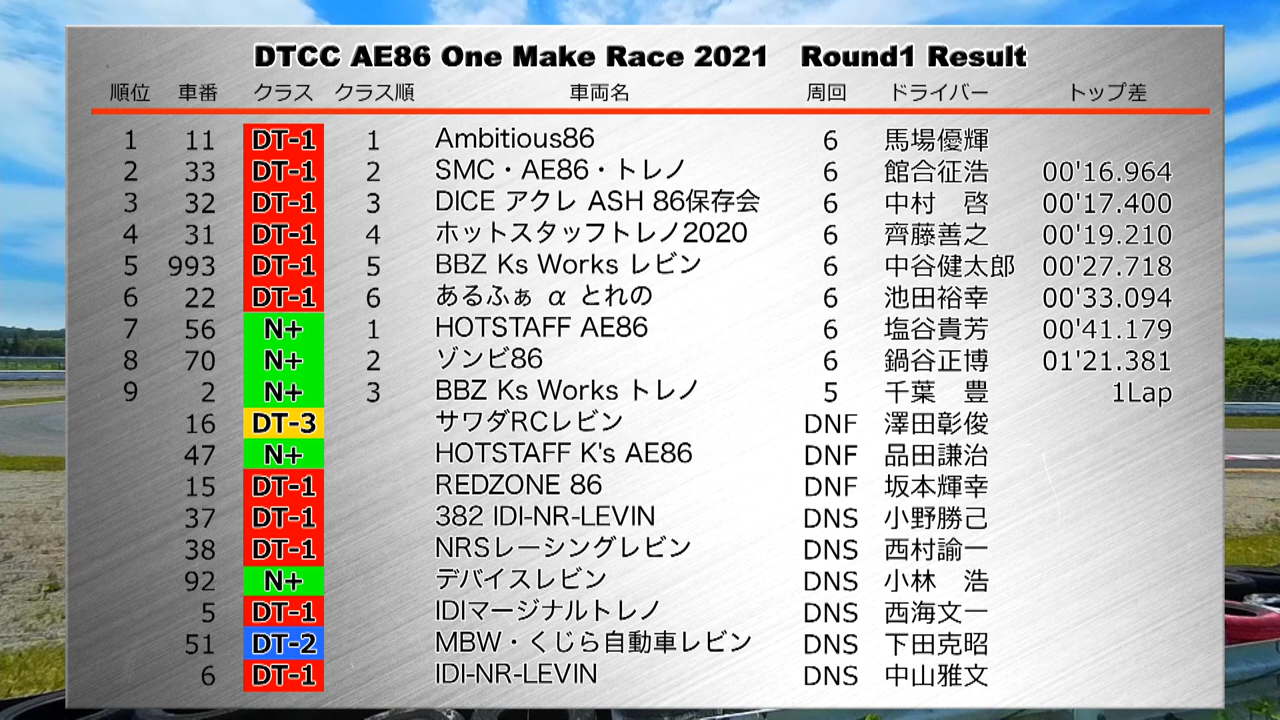 DTCC AE86 One Make Race 2021 Round1 Result
順位 車番 クラス クラス順 車両名 周回 ドライバー トップ差
1 11 DT-1 1 Ambitious86 6 馬場優輝
2 33 DT-1 2 SMC・AE86・トレノ 6 館合征浩 00'16.964
3 32 DT-1 3 DICE アクレ ASH 86保存会 6 中村 啓 00'17.400
4 31 DT-1 4 ホットスタッフトレノ2020 6 齊藤善之 00'19.210
5 993 DT-1 5 BBZ Ks Works レビン 6 中谷健太郎 00'27.718
6 22 DT-1 6 あるふぁ α とれの 6 池田裕幸 00'33.094
7 56 N+ 1 HOTSTAFF AE86 6 塩谷貴芳 00'41.179
8 70 N+ 2 ゾンビ86 6 鍋谷正博 01'21.381
9 2 N+ 3 BBZ Ks Works トレノ 5 千葉 豊 1Lap
16 DT-3 サワダRCレビン DNF 澤田彰俊
47 N+ HOTSTAFF K's AE86 DNF 品田謙治
15 DT-1 REDZONE 86 DNF 坂本輝幸
37 DT-1 382 IDI-NR-LEVIN DNS 小野勝己
38 DT-1 NRSレーシングレビン DNS 西村諭一
92 N+ デバイスレビン DNS 小林 浩
5 DT-1 IDIマージナルトレノ DNS 西海文一
51 DT-2 MBW・くじら自動車レビン DNS 下田克昭
6 DT-1 IDI-NR-LEVIN DNS 中山雅文